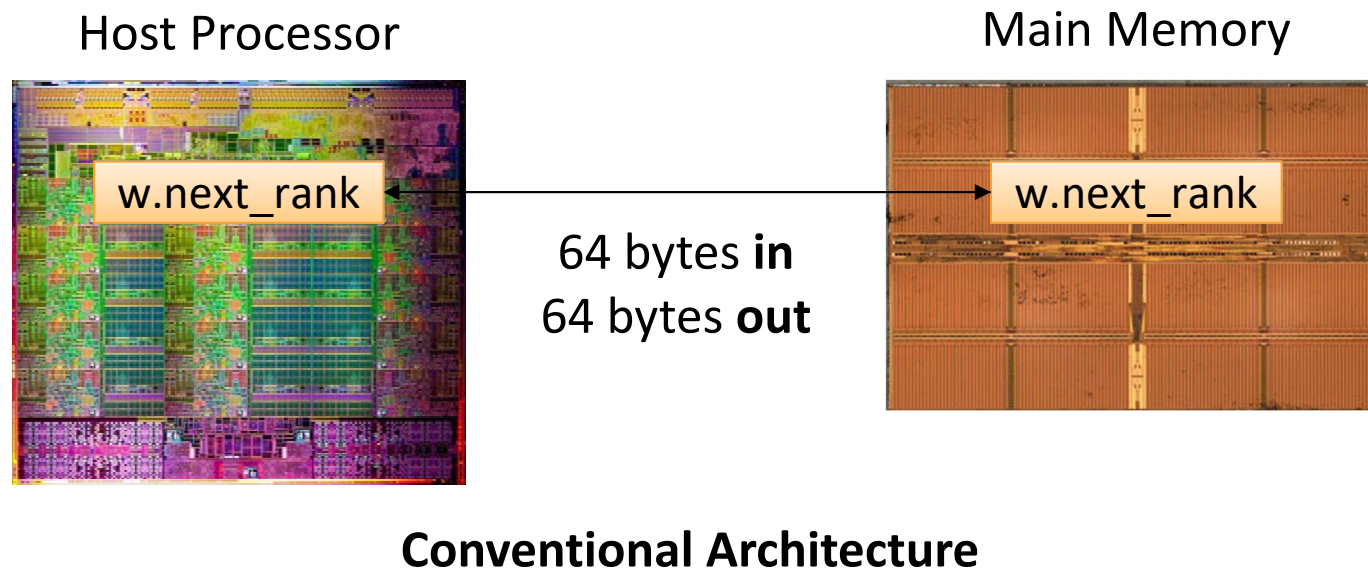 Host Processor
Main Memory
w.next_rank
w.next_rank
64 bytes in
64 bytes out
Conventional Architecture